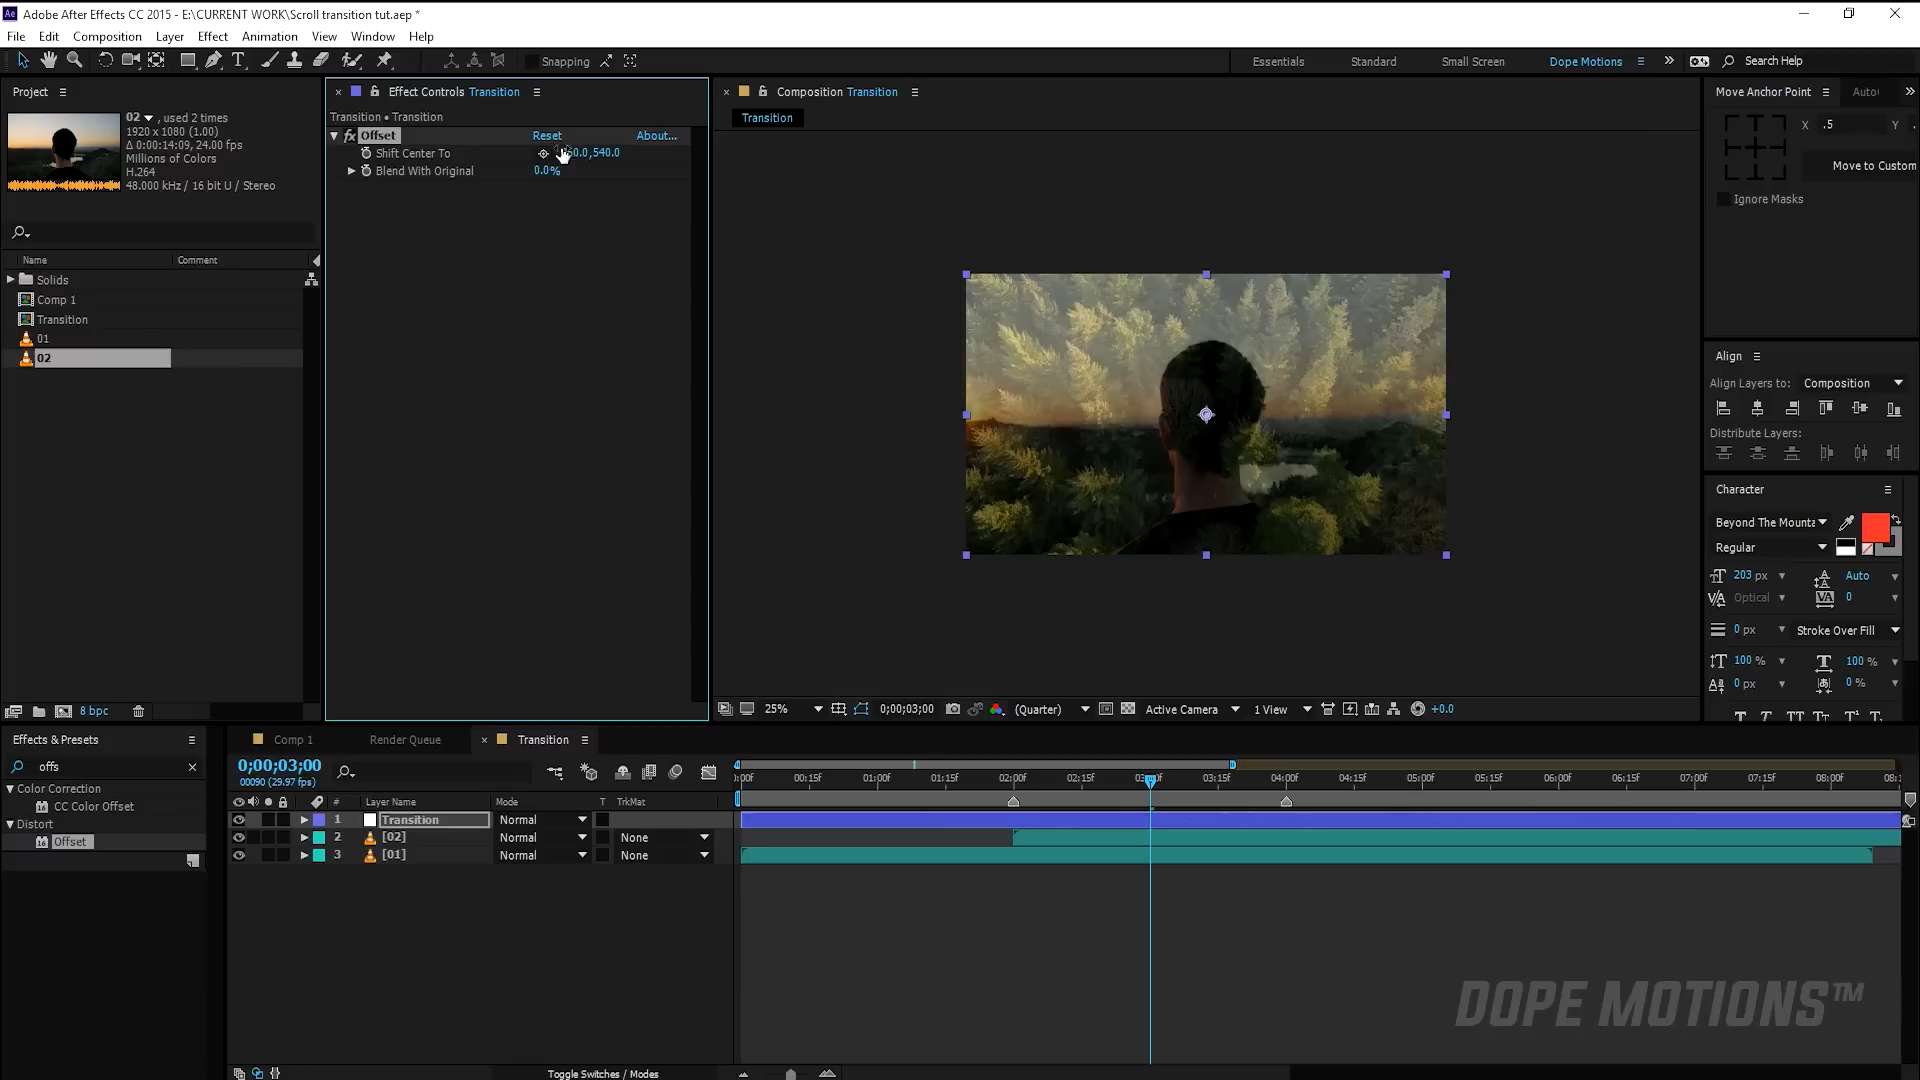 Adobe After Effects CC 2015 - E:\CURRENT WORK\Scroll transition tut.aep *
File Edit Composition Layer Effect Animation View Window Help
Snapping
Essentials Standard Small Screen Dope Motions Search Help
Project
02 , used 2 times
1920 x 1080 (1.00)
Δ 0:00:14:09, 24.00 fps
Millions of Colors
H.264
48.000 kHz / 16 bit U / Stereo
Name Comment
Solids
Comp 1
Transition
01
02
8 bpc
Effect Controls Transition
Transition • Transition
fx Offset Reset About...
Shift Center To 0.0,540.0
Blend With Original 0.0%
Composition Transition
Transition
25% 0;00;03;00 (Quarter) Active Camera 1 View +0.0
Move Anchor Point
X .5 Y
Move to Custom
Ignore Masks
Align
Align Layers to: Composition
Distribute Layers:
Character
Beyond The Mounta
Regular
203 px Auto
Optical 0
0 px Stroke Over Fill
100 % 100 %
0 px 0 %
Effects & Presets
offs
Color Correction
CC Color Offset
Distort
Offset
Comp 1 Render Queue Transition
0;00;03;00
00090 (29.97 fps)
00:15f 01:00f 01:15f 02:00f 02:15f 03:15f 04:00f 04:15f 05:00f 05:15f 06:00f 06:15f 07:00f 07:15f 08:00f
# Layer Name Mode T TrkMat
1 Transition Normal
2 [02] Normal None
3 [01] Normal None
Toggle Switches / Modes
DOPE MOTIONS™